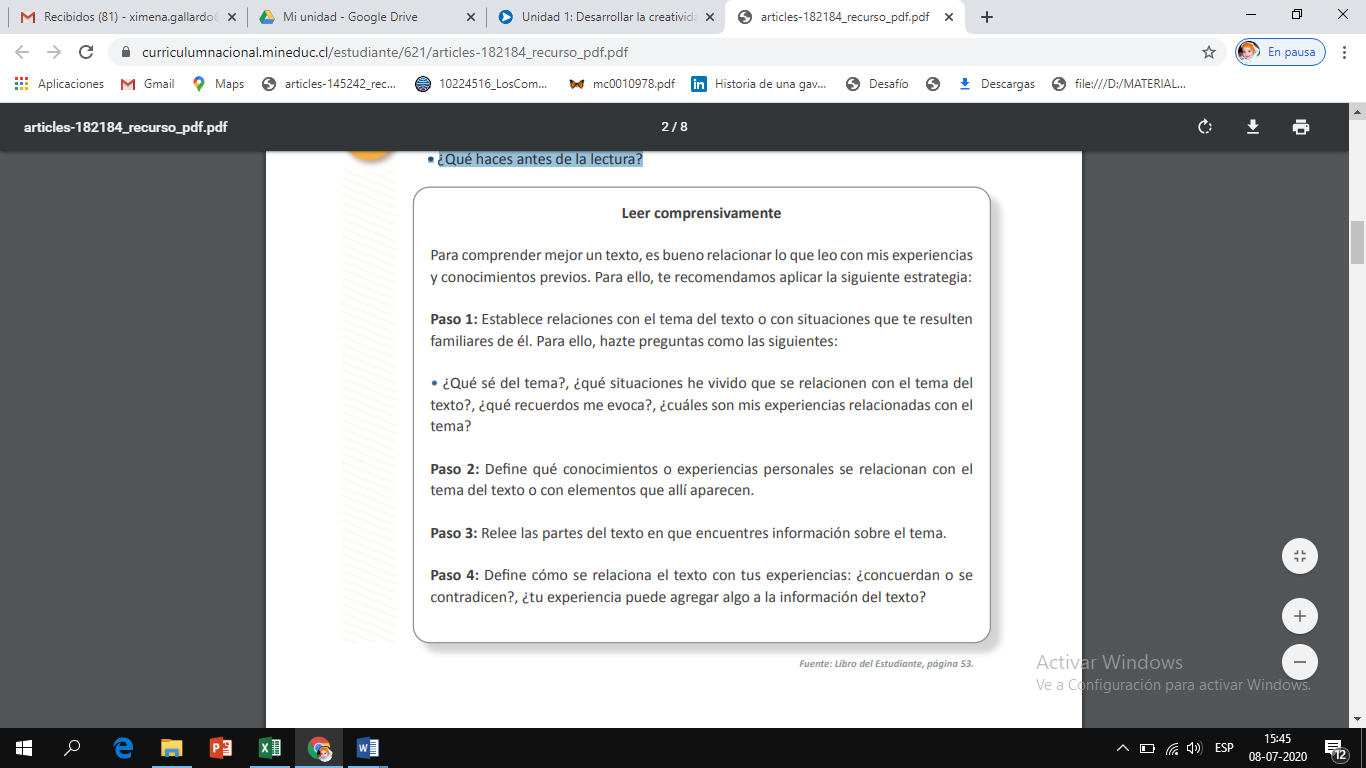 Recibidos (81) - ximena.gallardo
Mi unidad - Google Drive
Unidad 1: Desarrollar la creativida
articles-182184_recurso_pdf.pdf
curriculumnacional.mineduc.cl/estudiante/621/articles-182184_recurso_pdf.pdf
En pausa
Aplicaciones
Gmail
Maps
articles-145242_rec...
10224516_LosCom...
mc0010978.pdf
Historia de una gav...
Desafío
Descargas
file:///D:/MATERIAL...
articles-182184_recurso_pdf.pdf
2 / 8
• ¿Qué haces antes de la lectura?
Leer comprensivamente
Para comprender mejor un texto, es bueno relacionar lo que leo con mis experiencias
y conocimientos previos. Para ello, te recomendamos aplicar la siguiente estrategia:
Paso 1: Establece relaciones con el tema del texto o con situaciones que te resulten
familiares de él. Para ello, hazte preguntas como las siguientes:
• ¿Qué sé del tema?, ¿qué situaciones he vivido que se relacionen con el tema del
texto?, ¿qué recuerdos me evoca?, ¿cuáles son mis experiencias relacionadas con el
tema?
Paso 2: Define qué conocimientos o experiencias personales se relacionan con el
tema del texto o con elementos que allí aparecen.
Paso 3: Relee las partes del texto en que encuentres información sobre el tema.
Paso 4: Define cómo se relaciona el texto con tus experiencias: ¿concuerdan o se
contradicen?, ¿tu experiencia puede agregar algo a la información del texto?
Fuente: Libro del Estudiante, página 53.
Activar Windows
Ve a Configuración para activar Windows.
ESP
15:45
08-07-2020
12